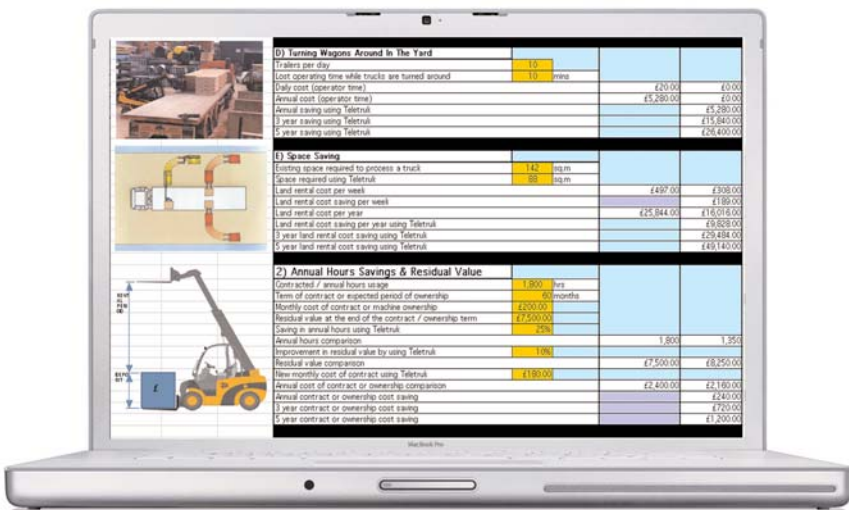 D) Turning Wagons Around In The Yard
Trailers per day 10
Lost operating time while trucks are turned around 10 mins
Daily cost (operator time) £20.00 £0.00
Annual cost (operator time) £5,280.00 £0.00
Annual saving using Teletruk £5,280.00
3 year saving using Teletruk £15,840.00
5 year saving using Teletruk £26,400.00
E) Space Saving
Existing space required to process a truck 142 sq.m
Space required using Teletruk 88 sq.m
Land rental cost per week £497.00 £308.00
Land rental cost saving per week £189.00
Land rental cost per year £25,844.00 £16,016.00
Land rental cost saving per year using Teletruk £9,828.00
3 year land rental cost saving using Teletruk £29,484.00
5 year land rental cost saving using Teletruk £49,140.00
2) Annual Hours Savings & Residual Value
Contracted / annual hours usage 1,800 hrs
Term of contract or expected period of ownership 60 months
Monthly cost of contract or machine ownership £200.00
Residual value at the end of the contract / ownership term £7,500.00
Saving in annual hours using Teletruk 25%
Annual hours comparison 1,800 1,350
Improvement in residual value by using Teletruk 10%
Residual value comparison £7,500.00 £8,250.00
New monthly cost of contract using Teletruk £180.00
Annual cost of contract or ownership comparison £2,400.00 £2,160.00
Annual contract or ownership cost saving £240.00
3 year contract or ownership cost saving £720.00
5 year contract or ownership cost saving £1,200.00
£
MacBook Pro